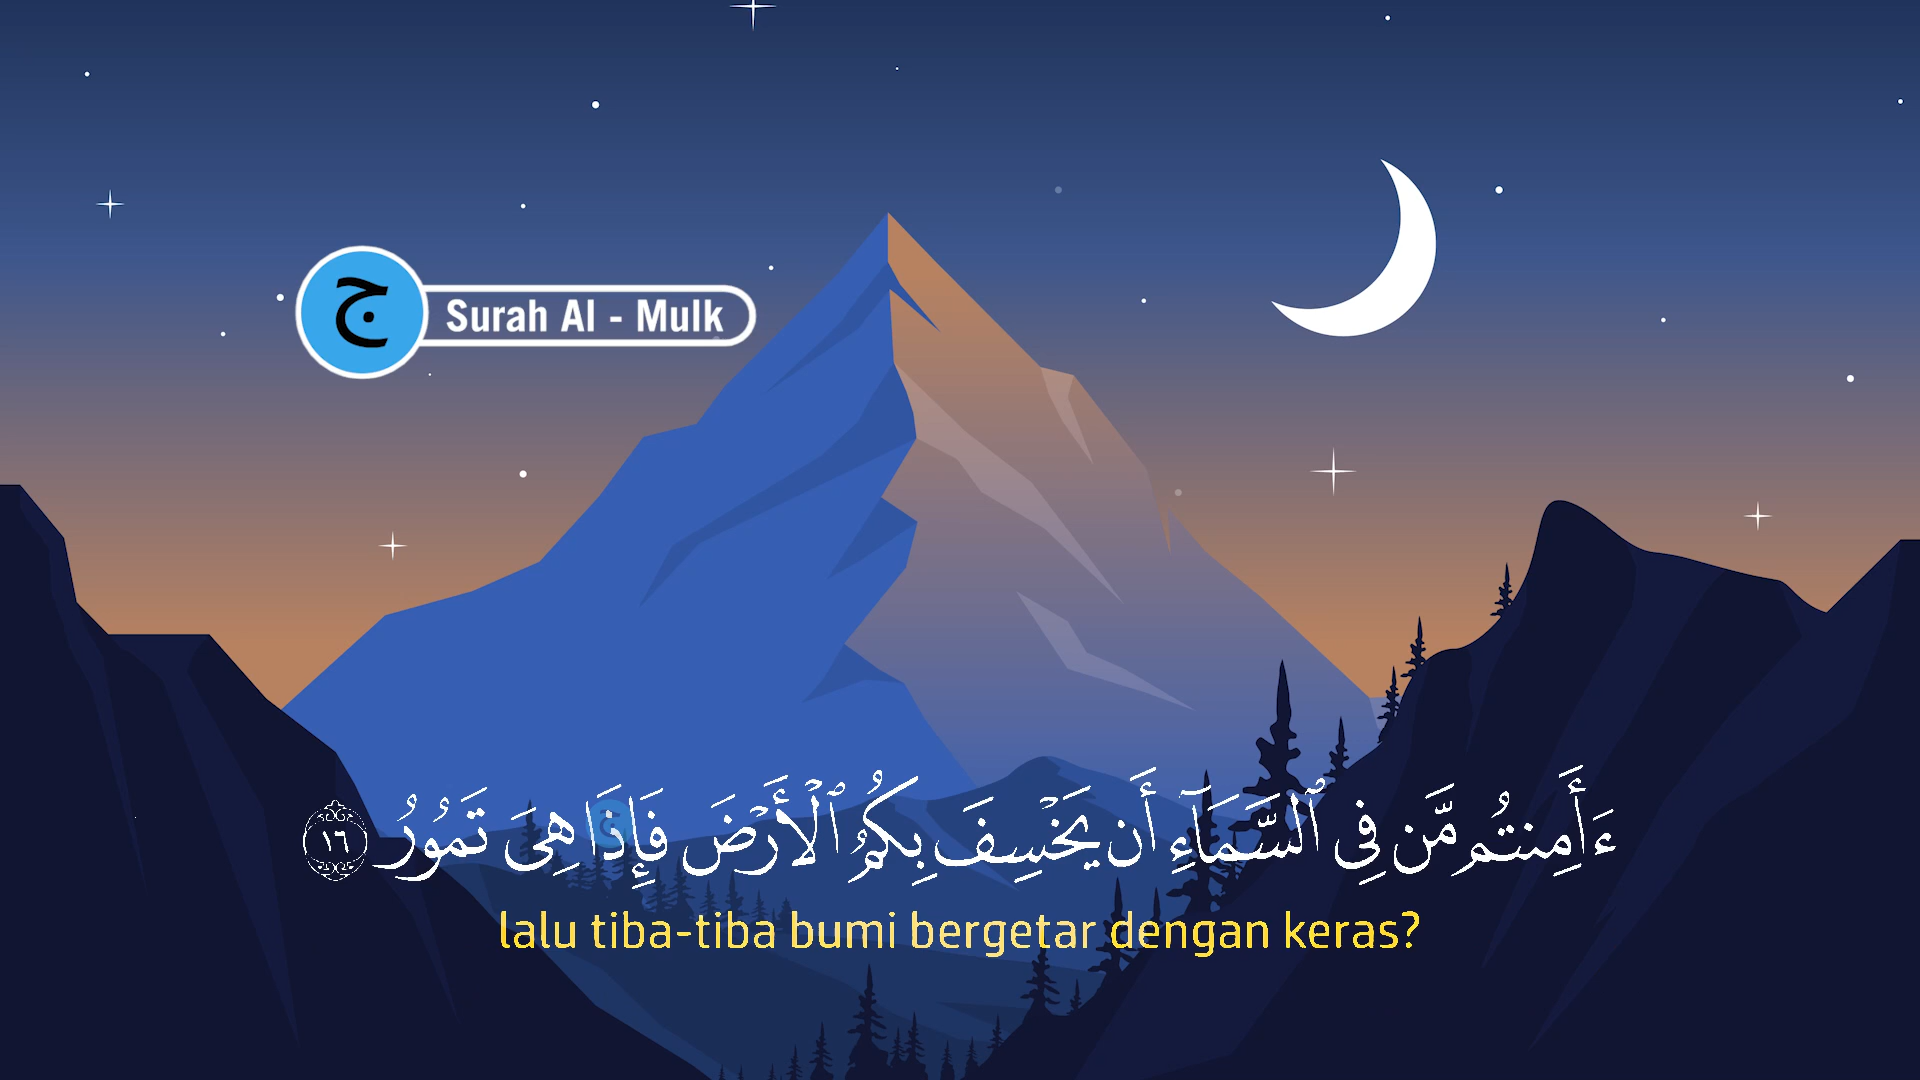 ج
Surah Al - Mulk
ءَأَمِنتُم مَّن فِى ٱلسَّمَآءِ أَن يَخْسِفَ بِكُمُ ٱلْأَرْضَ فَإِذَا هِىَ تَمُورُ ١٦
lalu tiba-tiba bumi bergetar dengan keras?